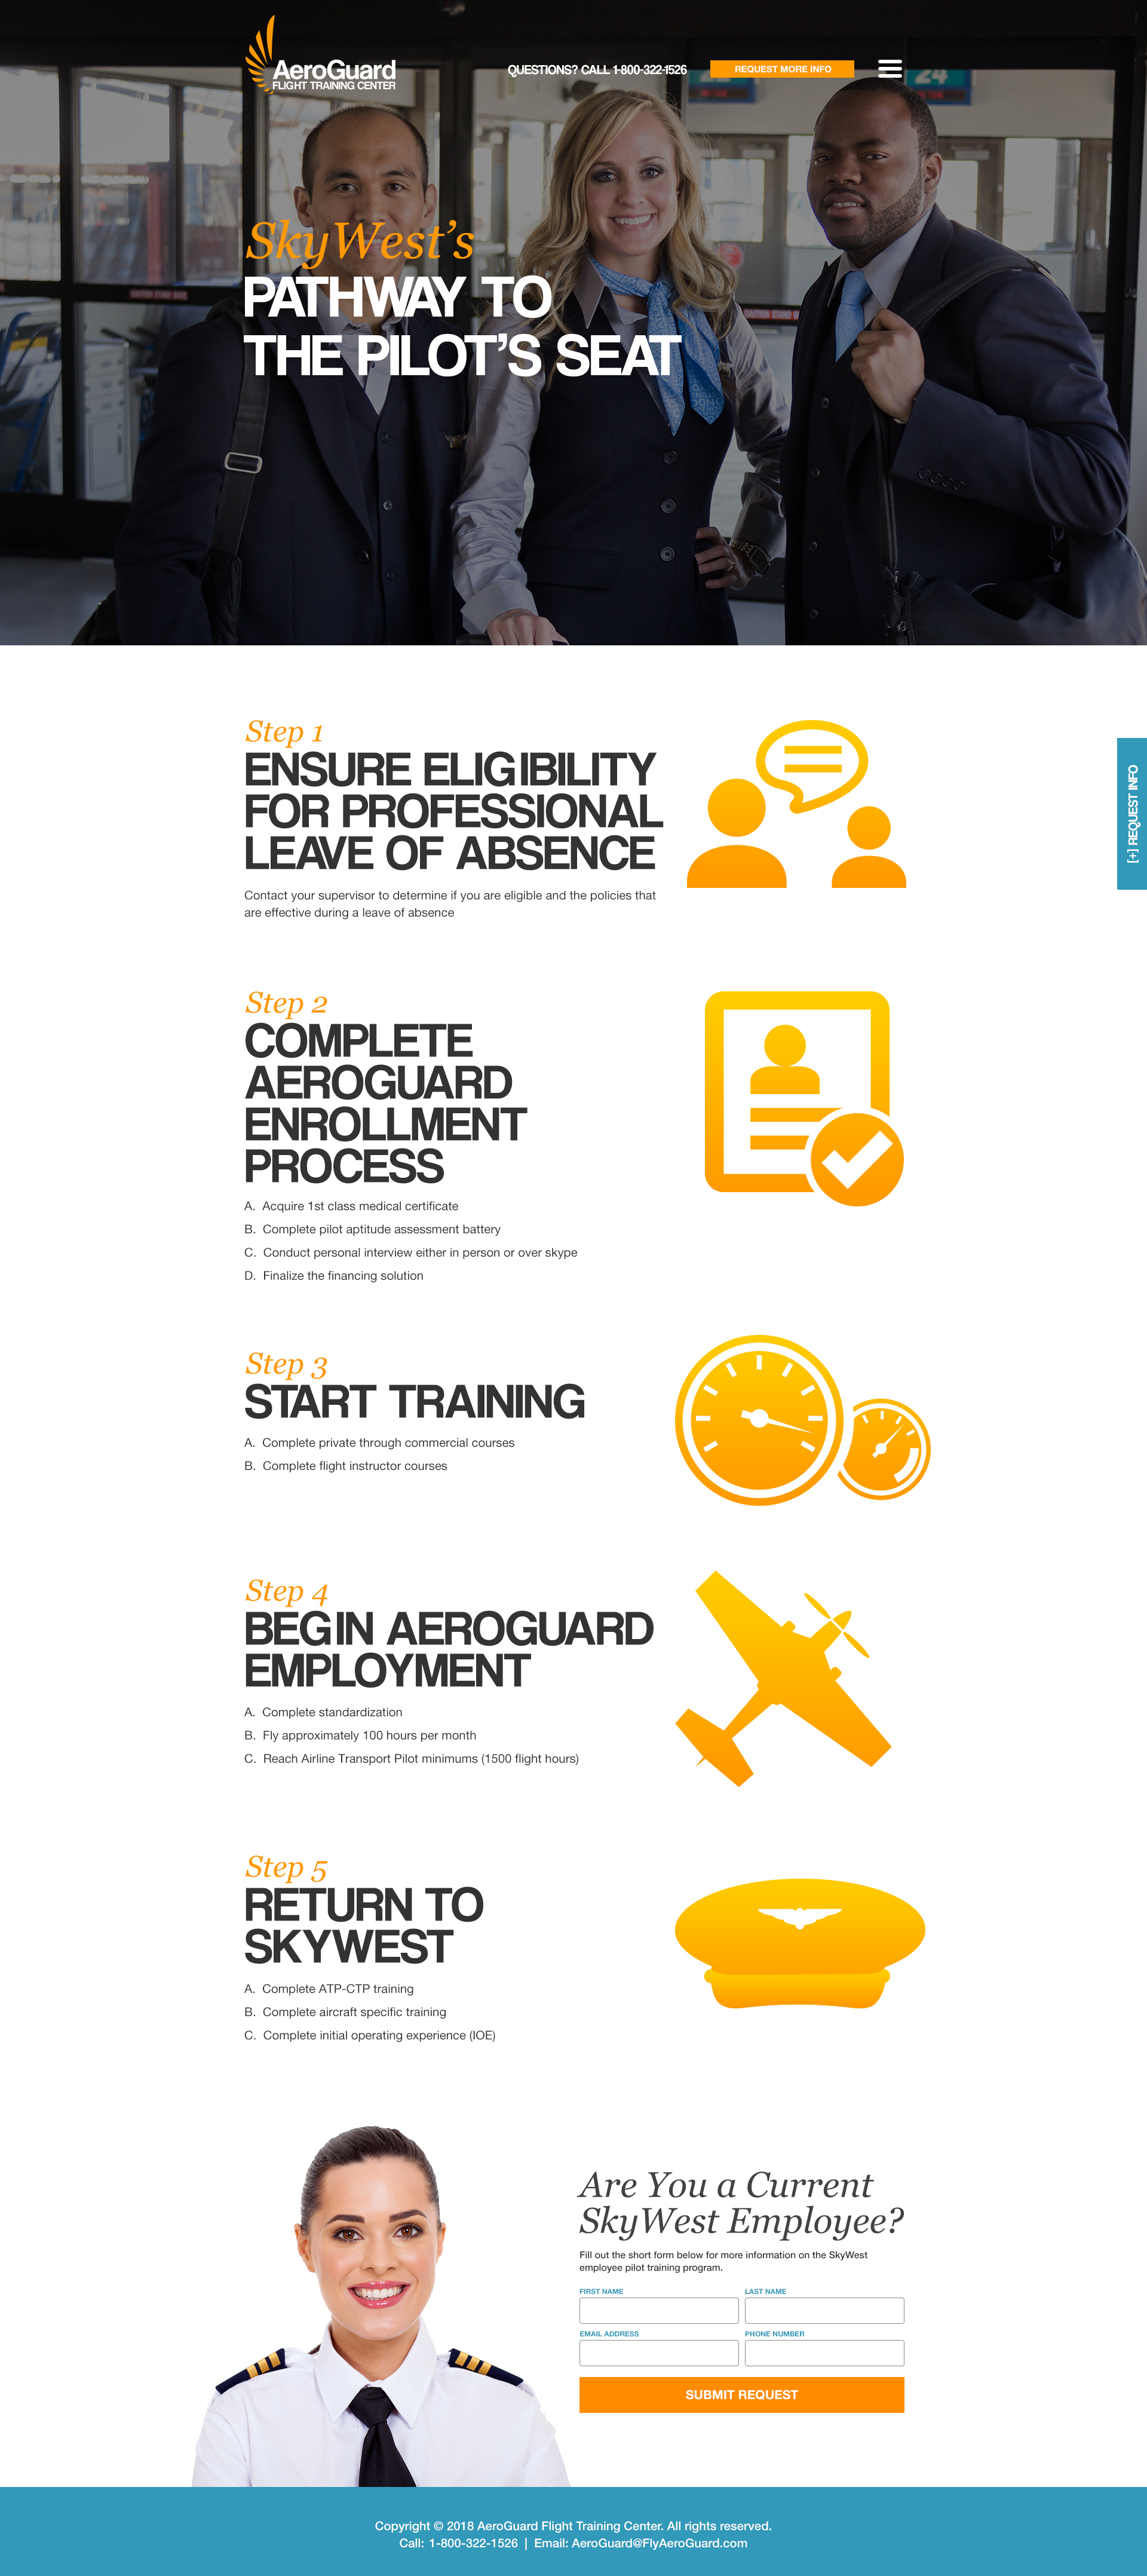 AeroGuard
FLIGHT TRAINING CENTER
QUESTIONS? CALL 1-800-322-1526
REQUEST MORE INFO
24
SkyWest’s
PATHWAY TO
THE PILOT’S SEAT
CAUTION STAND BACK
Step 1
ENSURE ELIGIBILITY
FOR PROFESSIONAL
LEAVE OF ABSENCE
Contact your supervisor to determine if you are eligible and the policies that
are effective during a leave of absence
[+] REQUEST INFO
Step 2
COMPLETE
AEROGUARD
ENROLLMENT
PROCESS
A. Acquire 1st class medical certificate
B. Complete pilot aptitude assessment battery
C. Conduct personal interview either in person or over skype
D. Finalize the financing solution
Step 3
START TRAINING
A. Complete private through commercial courses
B. Complete flight instructor courses
Step 4
BEGIN AEROGUARD
EMPLOYMENT
A. Complete standardization
B. Fly approximately 100 hours per month
C. Reach Airline Transport Pilot minimums (1500 flight hours)
Step 5
RETURN TO
SKYWEST
A. Complete ATP-CTP training
B. Complete aircraft specific training
C. Complete initial operating experience (IOE)
Are You a Current
SkyWest Employee?
Fill out the short form below for more information on the SkyWest
employee pilot training program.
FIRST NAME LAST NAME
EMAIL ADDRESS PHONE NUMBER
SUBMIT REQUEST
Copyright © 2018 AeroGuard Flight Training Center. All rights reserved.
Call: 1-800-322-1526 | Email: AeroGuard@FlyAeroGuard.com